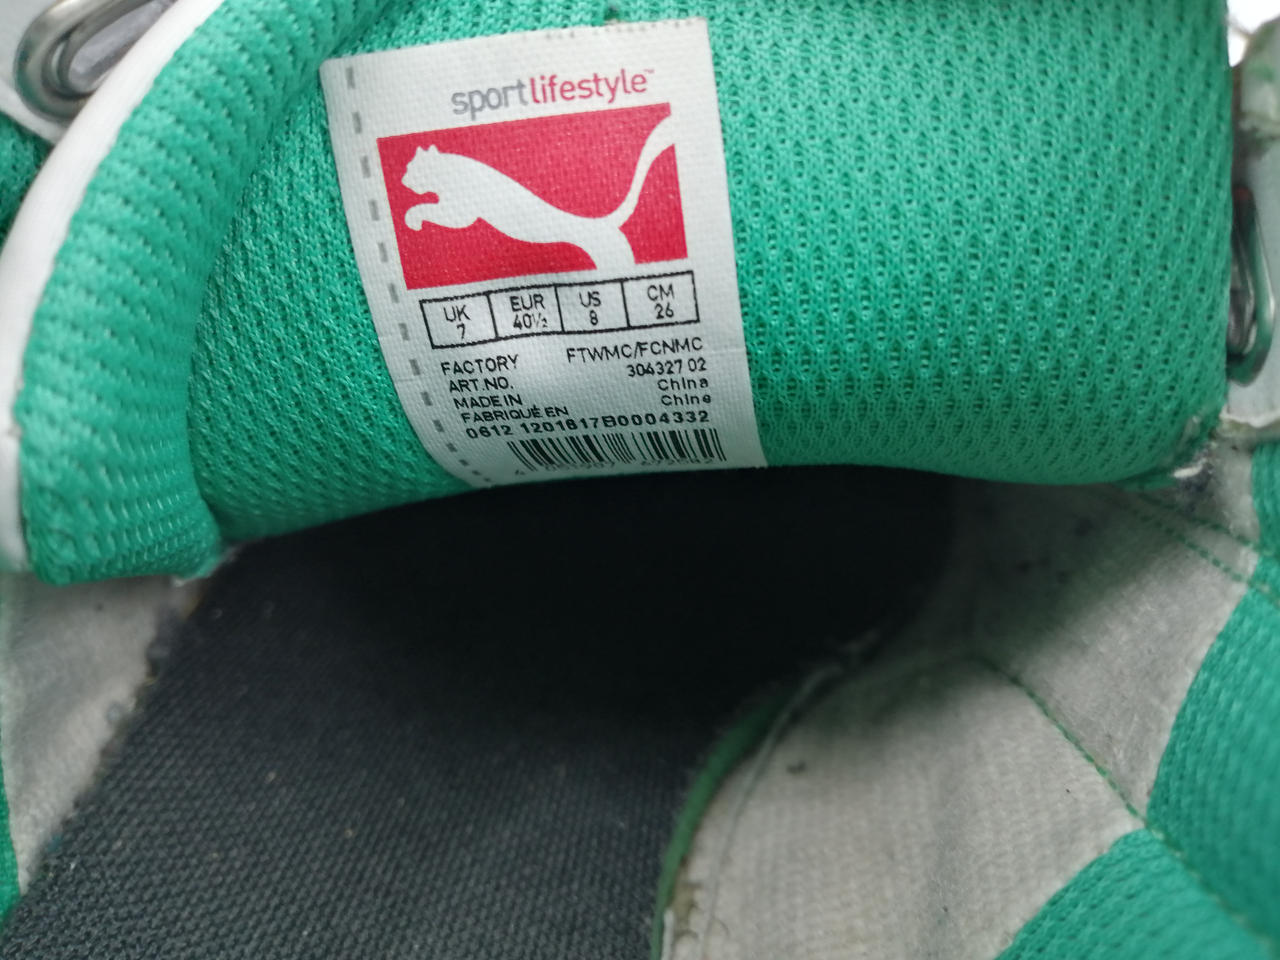 sportlifestyle™
UK EUR US CM
7 40½ 8 26
FACTORY FTWMC/FCNMC
ART.NO. 304327 02
MADE IN China
FABRIQUÉ EN Chine
0612 1201617B0004332